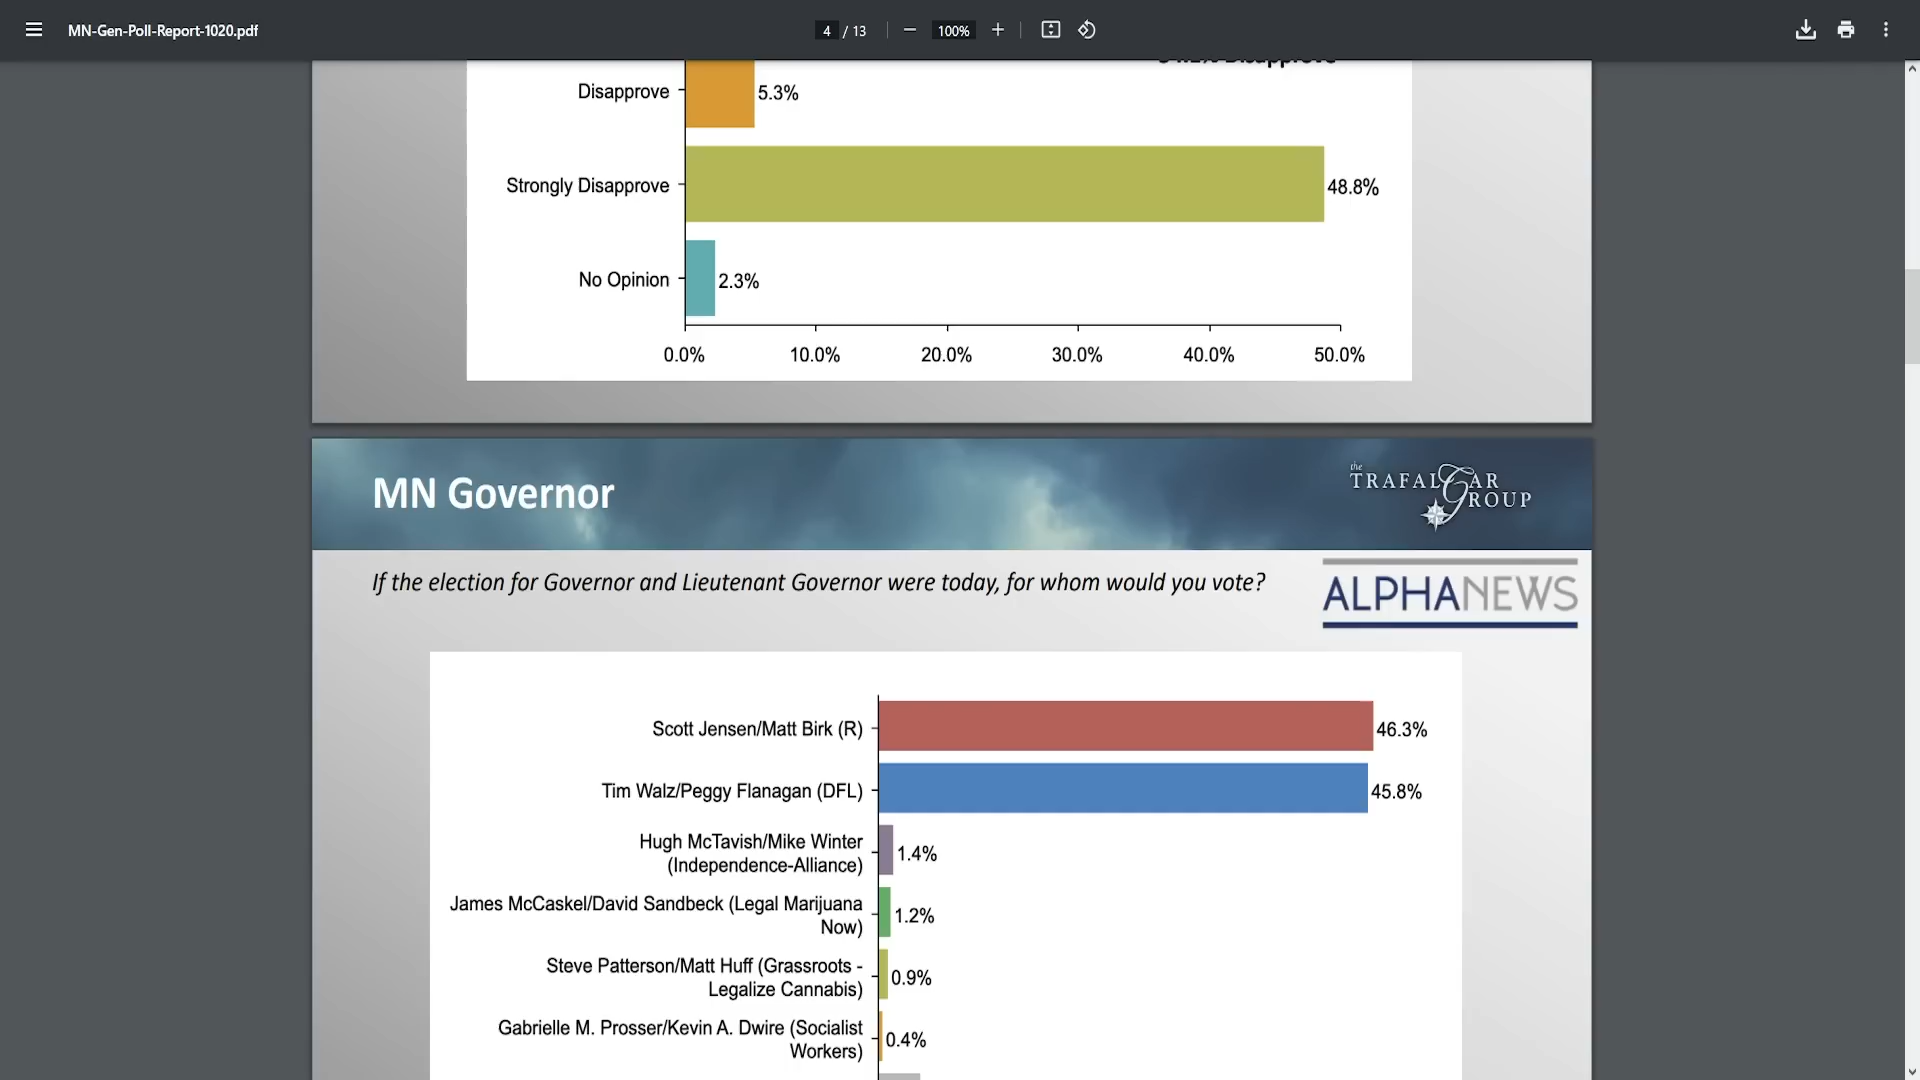 MN-Gen-Poll-Report-1020.pdf
4 / 13
100%
Disapprove
Disapprove 5.3%
Strongly Disapprove 48.8%
No Opinion 2.3%
0.0% 10.0% 20.0% 30.0% 40.0% 50.0%
MN Governor
the
TRAFALGAR
GROUP
If the election for Governor and Lieutenant Governor were today, for whom would you vote?
ALPHANEWS
Scott Jensen/Matt Birk (R) 46.3%
Tim Walz/Peggy Flanagan (DFL) 45.8%
Hugh McTavish/Mike Winter
(Independence-Alliance) 1.4%
James McCaskel/David Sandbeck (Legal Marijuana
Now) 1.2%
Steve Patterson/Matt Huff (Grassroots -
Legalize Cannabis) 0.9%
Gabrielle M. Prosser/Kevin A. Dwire (Socialist
Workers) 0.4%